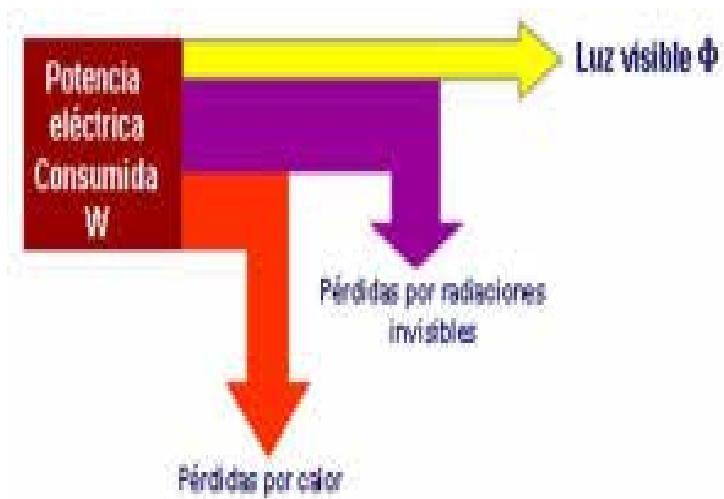 Potencia
eléctrica
Consumida
W
Luz visible Φ
Pérdidas por radiaciones
invisibles
Pérdidas por calor